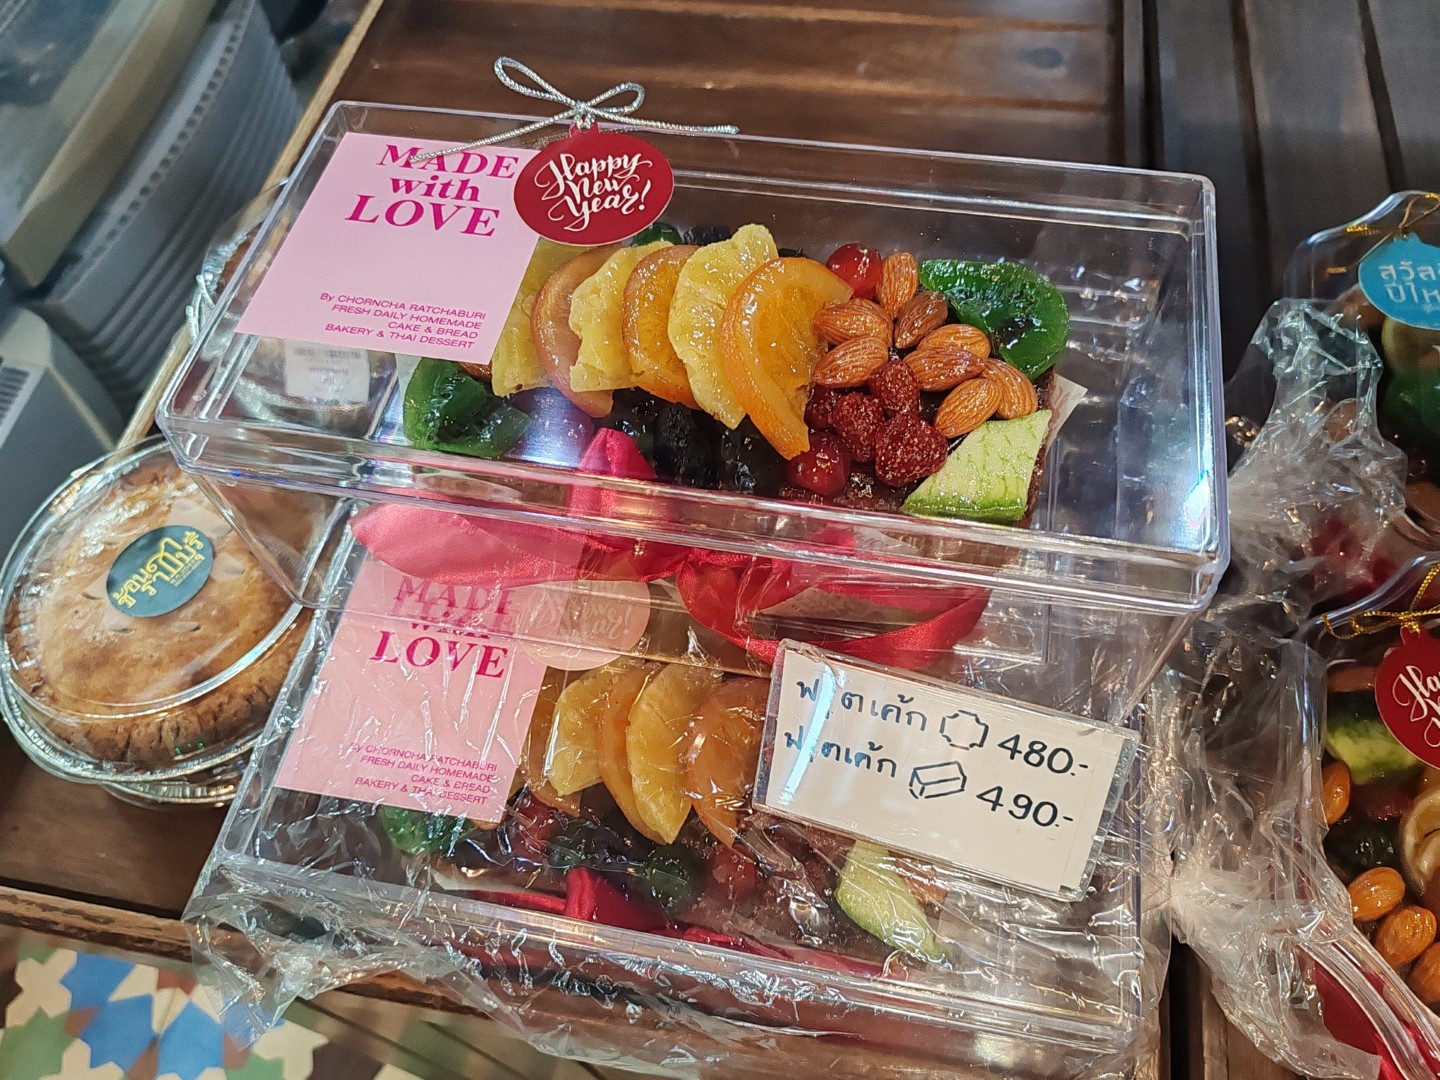 MADE
with
LOVE
By CHORNCHA RATCHABURI
FRESH DAILY HOMEMADE
CAKE & BREAD
BAKERY & THAI DESSERT
Happy
New
Year!
MADE
with
LOVE
By CHORNCHA RATCHABURI
FRESH DAILY HOMEMADE
CAKE & BREAD
BAKERY & THAI DESSERT
ฟรุตเค้ก 480.-
ฟรุตเค้ก 490.-